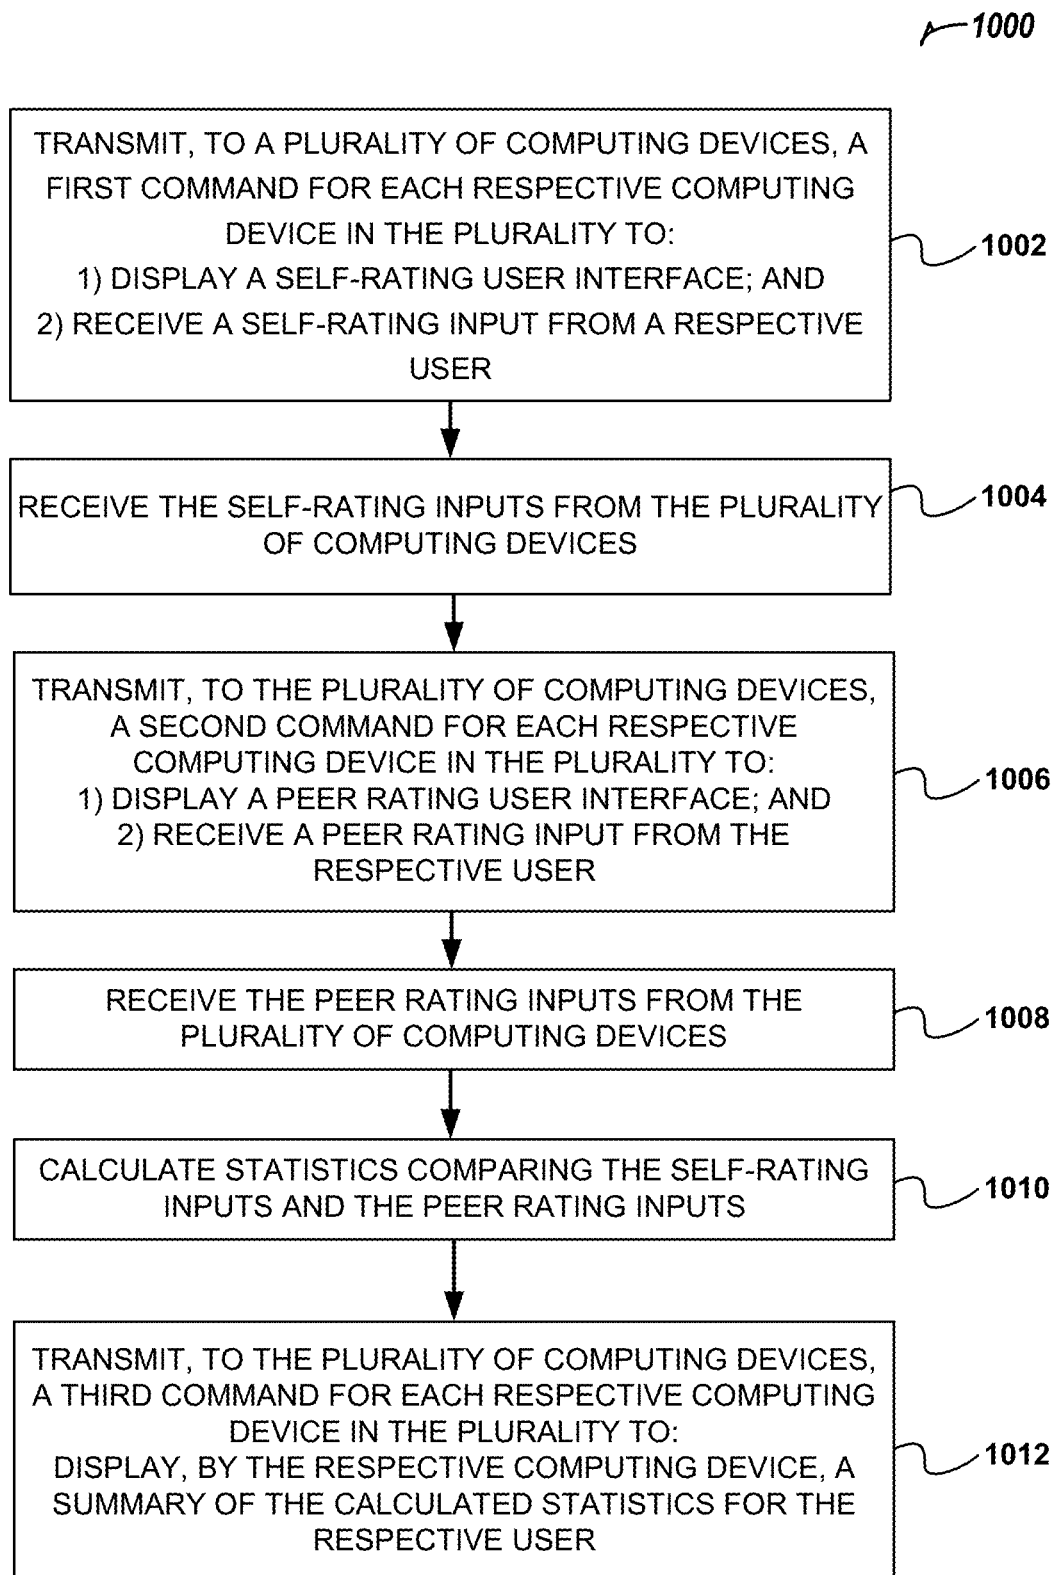 1000
TRANSMIT, TO A PLURALITY OF COMPUTING DEVICES, A
FIRST COMMAND FOR EACH RESPECTIVE COMPUTING
DEVICE IN THE PLURALITY TO:
1) DISPLAY A SELF-RATING USER INTERFACE; AND
2) RECEIVE A SELF-RATING INPUT FROM A RESPECTIVE
USER
1002
RECEIVE THE SELF-RATING INPUTS FROM THE PLURALITY
OF COMPUTING DEVICES
1004
TRANSMIT, TO THE PLURALITY OF COMPUTING DEVICES,
A SECOND COMMAND FOR EACH RESPECTIVE
COMPUTING DEVICE IN THE PLURALITY TO:
1) DISPLAY A PEER RATING USER INTERFACE; AND
2) RECEIVE A PEER RATING INPUT FROM THE
RESPECTIVE USER
1006
RECEIVE THE PEER RATING INPUTS FROM THE
PLURALITY OF COMPUTING DEVICES
1008
CALCULATE STATISTICS COMPARING THE SELF-RATING
INPUTS AND THE PEER RATING INPUTS
1010
TRANSMIT, TO THE PLURALITY OF COMPUTING DEVICES,
A THIRD COMMAND FOR EACH RESPECTIVE COMPUTING
DEVICE IN THE PLURALITY TO:
DISPLAY, BY THE RESPECTIVE COMPUTING DEVICE, A
SUMMARY OF THE CALCULATED STATISTICS FOR THE
RESPECTIVE USER
1012